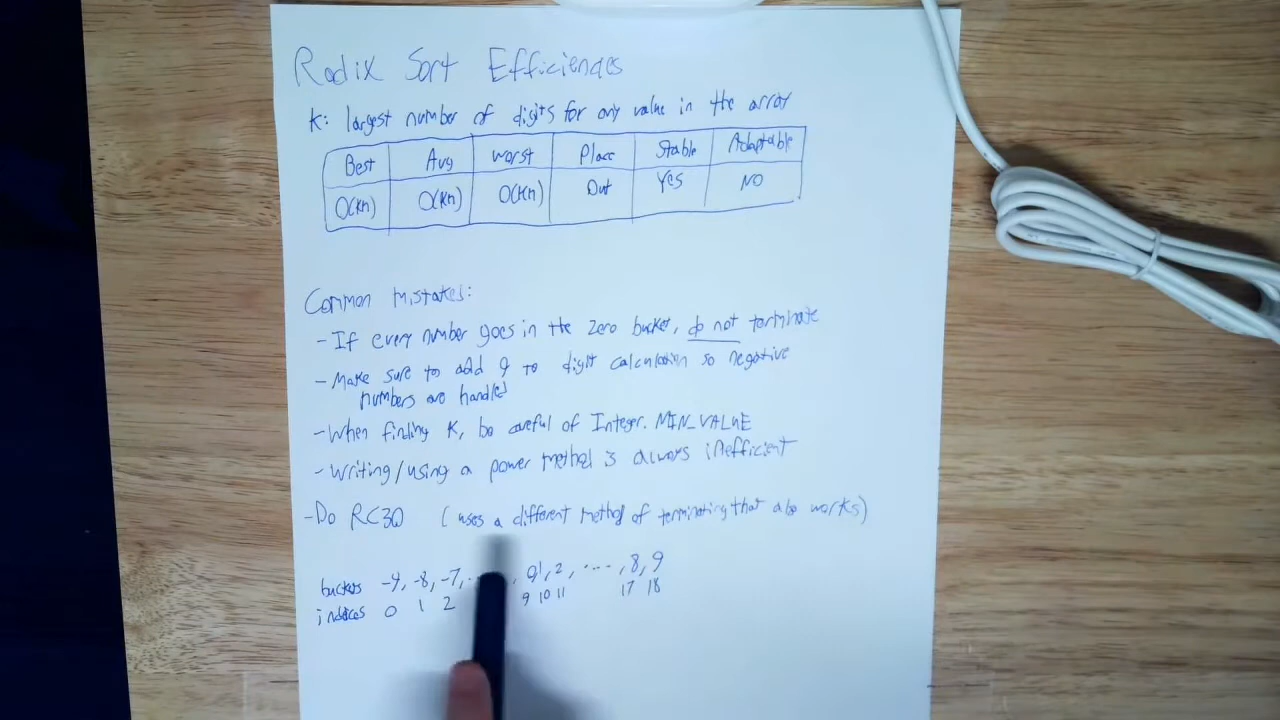 Radix Sort Efficiencies
K: largest number of digits for any value in the array
Best Avg Worst Place Stable Adaptable
O(Kn) O(Kn) O(Kn) Out Yes NO
Common Mistakes:
-If every number goes in the zero bucket, do not terminate
-Make sure to add 9 to digit calculation so negative
numbers are handled
-When finding K, be careful of Integer.MIN_VALUE
-Writing/using a power method is always inefficient
-Do RC30 (uses a different method of terminating that also works)
buckets -9, -8, -7, 0, 1, 2, ...., 8, 9
indices 0 1 2 9 10 11 17 18